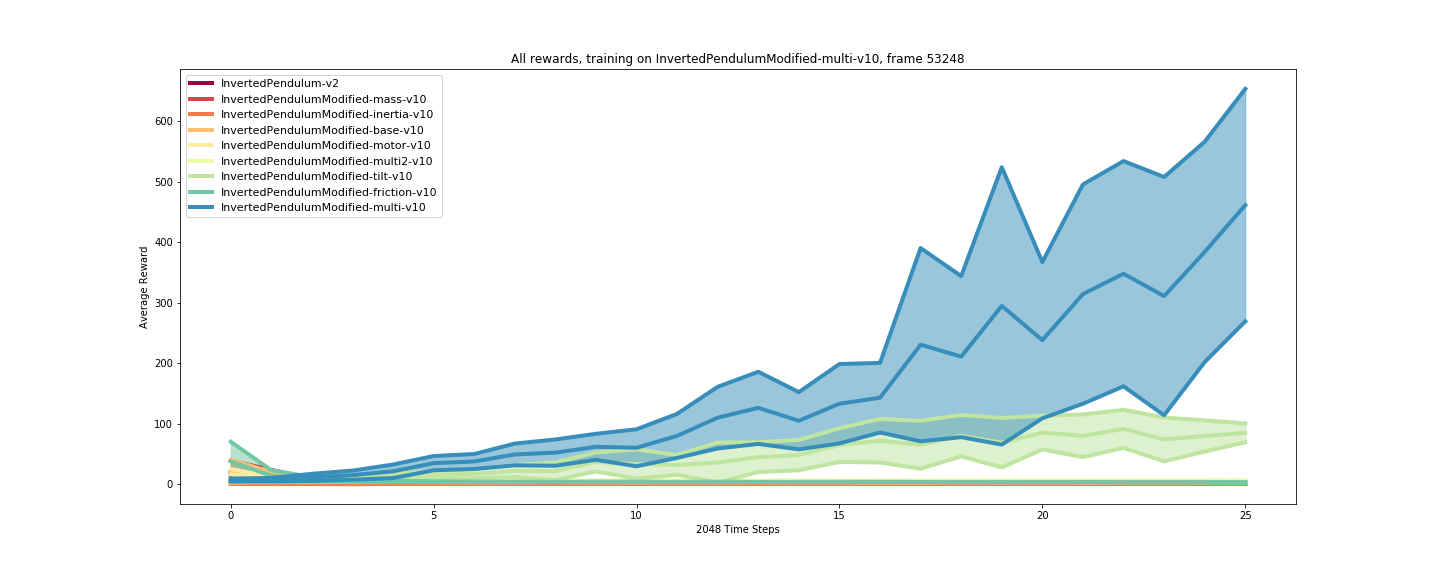 All rewards, training on InvertedPendulumModified-multi-v10, frame 53248
InvertedPendulum-v2
InvertedPendulumModified-mass-v10
InvertedPendulumModified-inertia-v10
InvertedPendulumModified-base-v10
InvertedPendulumModified-motor-v10
InvertedPendulumModified-multi2-v10
InvertedPendulumModified-tilt-v10
InvertedPendulumModified-friction-v10
InvertedPendulumModified-multi-v10
600
500
400
300
200
100
0
Average Reward
0 5 10 15 20 25
2048 Time Steps